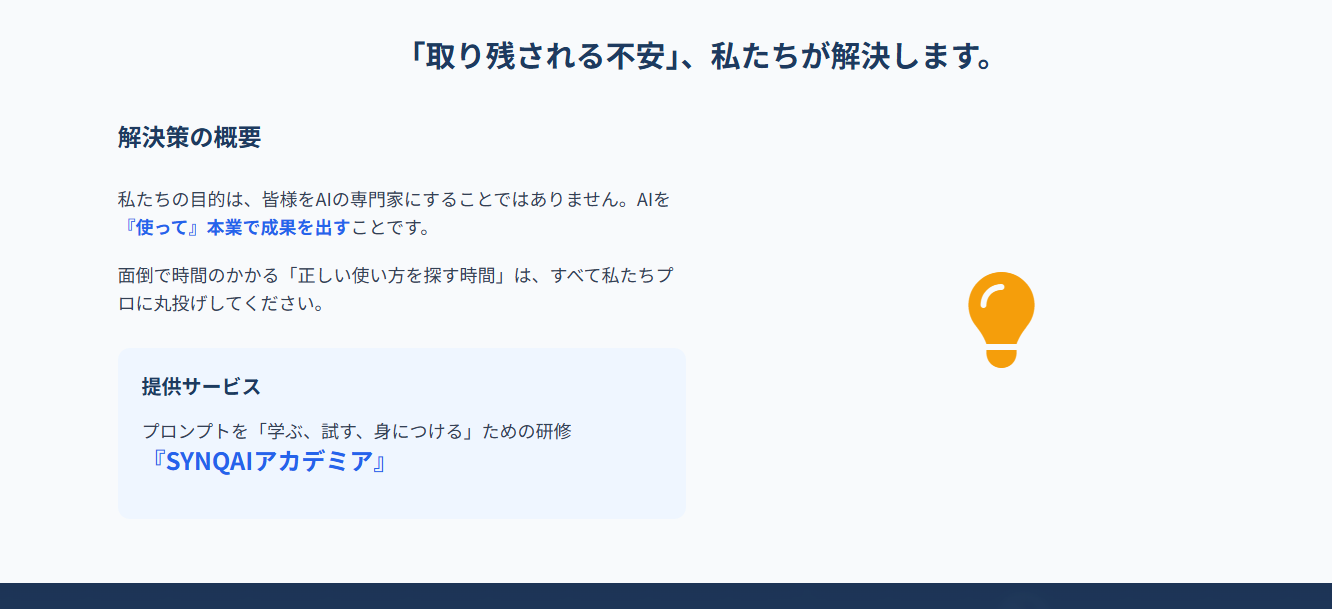 「取り残される不安」、私たちが解決します。
解決策の概要
私たちの目的は、皆様をAIの専門家にすることではありません。AIを
『使って』本業で成果を出すことです。
面倒で時間のかかる「正しい使い方を探す時間」は、すべて私たちプ
ロに丸投げしてください。
提供サービス
プロンプトを「学ぶ、試す、身につける」ための研修
『SYNQAIアカデミア』